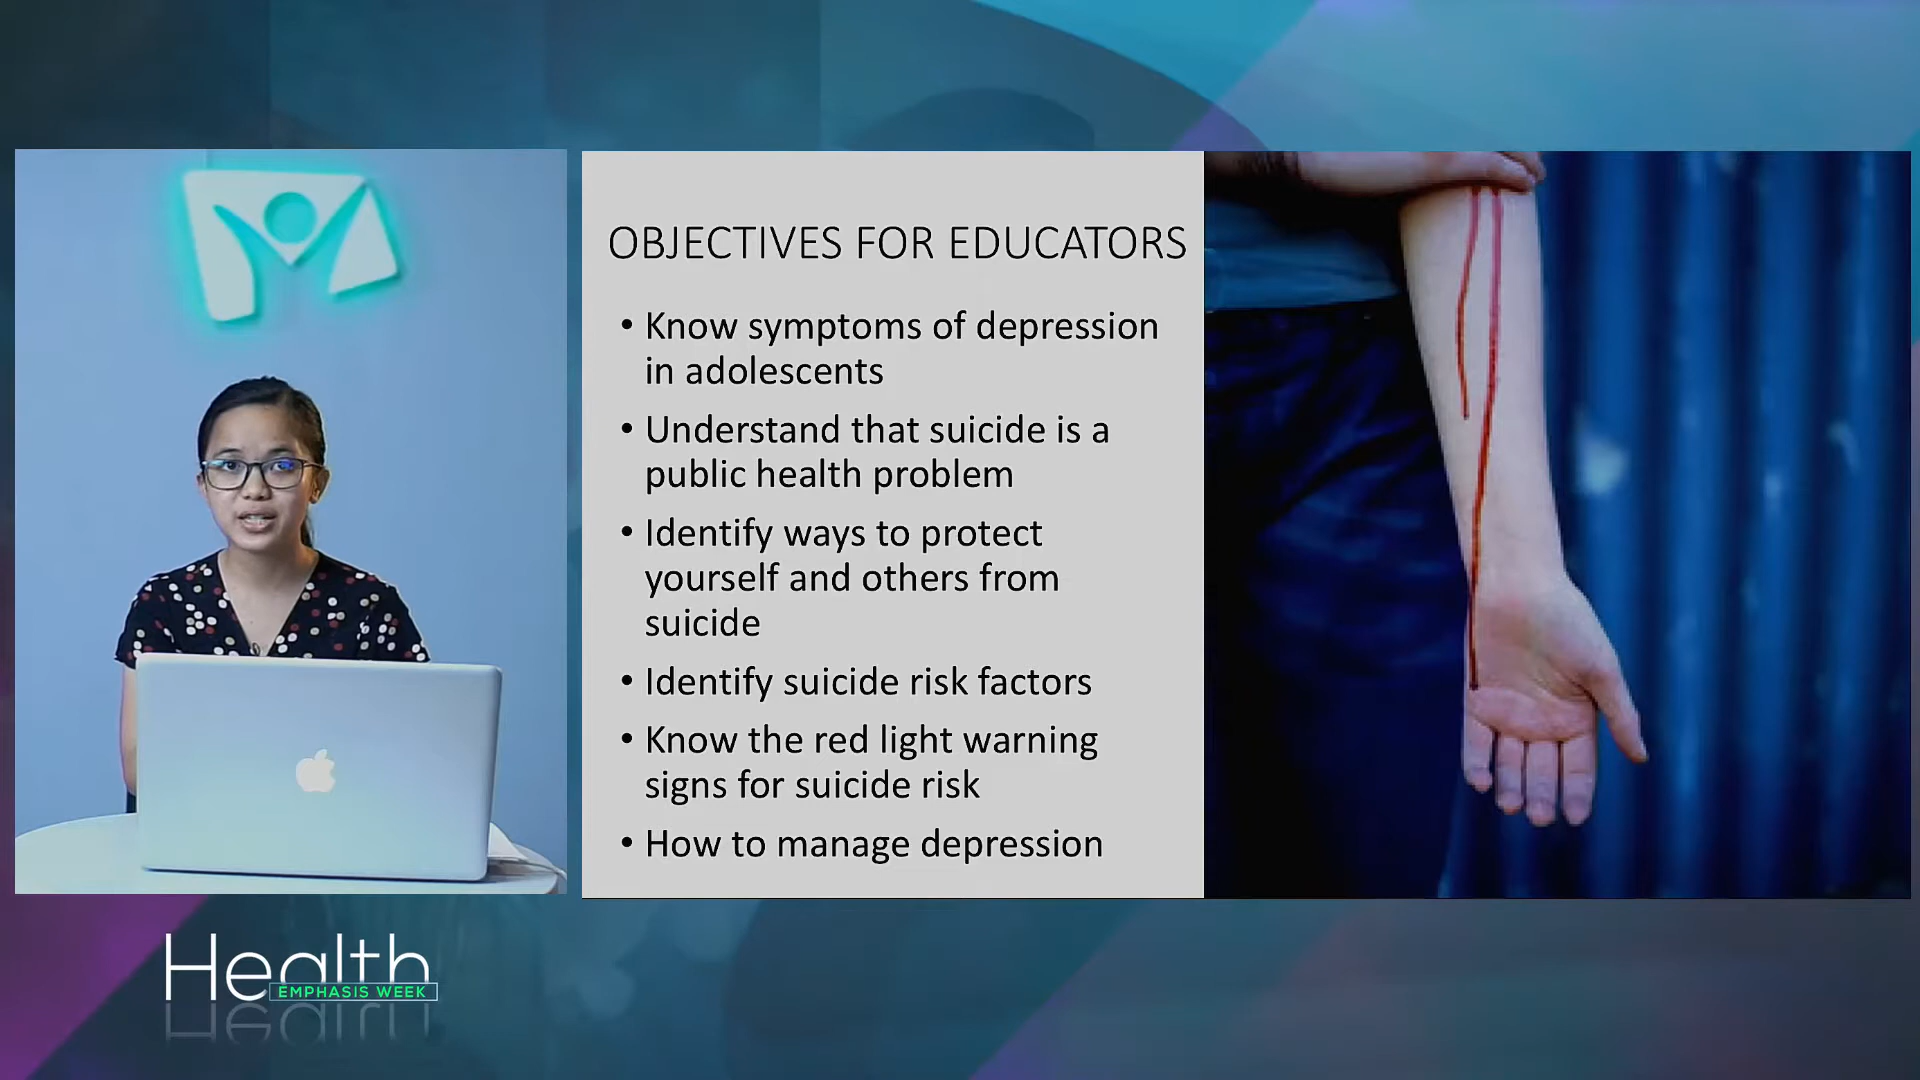 OBJECTIVES FOR EDUCATORS
• Know symptoms of depression
in adolescents
• Understand that suicide is a
public health problem
• Identify ways to protect
yourself and others from
suicide
• Identify suicide risk factors
• Know the red light warning
signs for suicide risk
• How to manage depression
Health
EMPHASIS WEEK